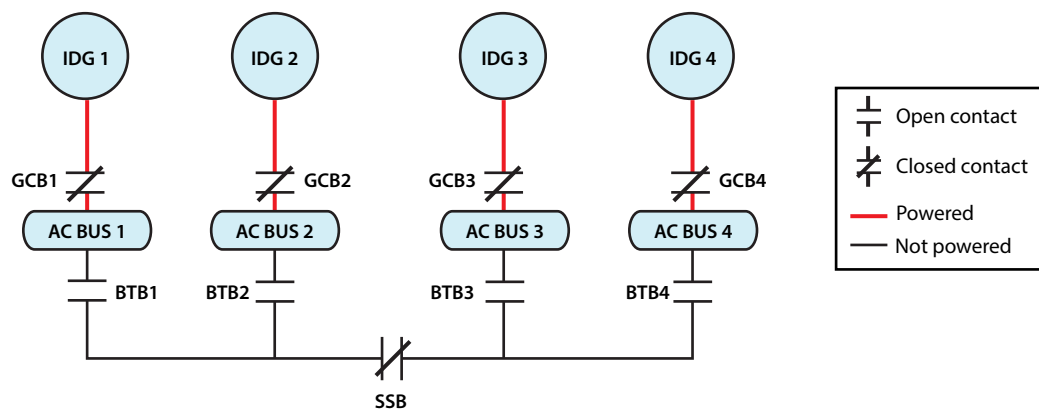 IDG 1
IDG 2
IDG 3
IDG 4
GCB1
GCB2
GCB3
GCB4
AC BUS 1
AC BUS 2
AC BUS 3
AC BUS 4
BTB1
BTB2
BTB3
BTB4
SSB
Open contact
Closed contact
Powered
Not powered